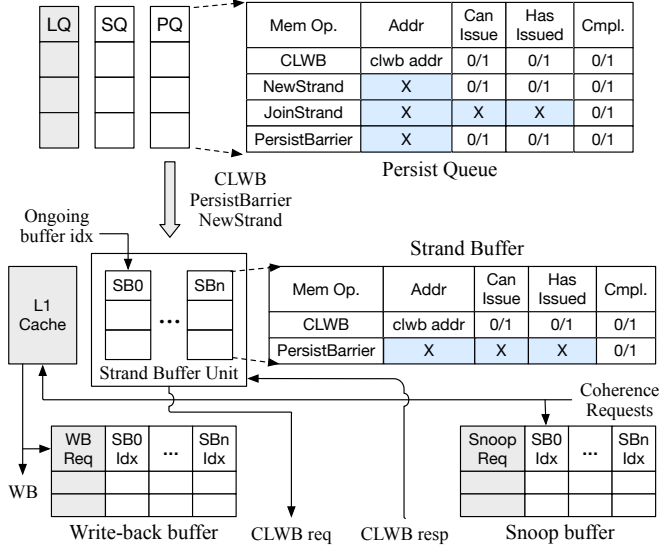 LQ SQ PQ
Mem Op. Addr Can Issue Has Issued Cmpl.
CLWB clwb addr 0/1 0/1 0/1
NewStrand X 0/1 0/1 0/1
JoinStrand X X X 0/1
PersistBarrier X 0/1 0/1 0/1
Persist Queue
CLWB
PersistBarrier
NewStrand
Ongoing
buffer idx
Strand Buffer
L1
Cache
SB0 ... SBn
Strand Buffer Unit
Mem Op. Addr Can Issue Has Issued Cmpl.
CLWB clwb addr 0/1 0/1 0/1
PersistBarrier X X X 0/1
Coherence
Requests
WB
WB Req SB0 Idx ... SBn Idx
Write-back buffer
CLWB req
CLWB resp
Snoop Req SB0 Idx ... SBn Idx
Snoop buffer